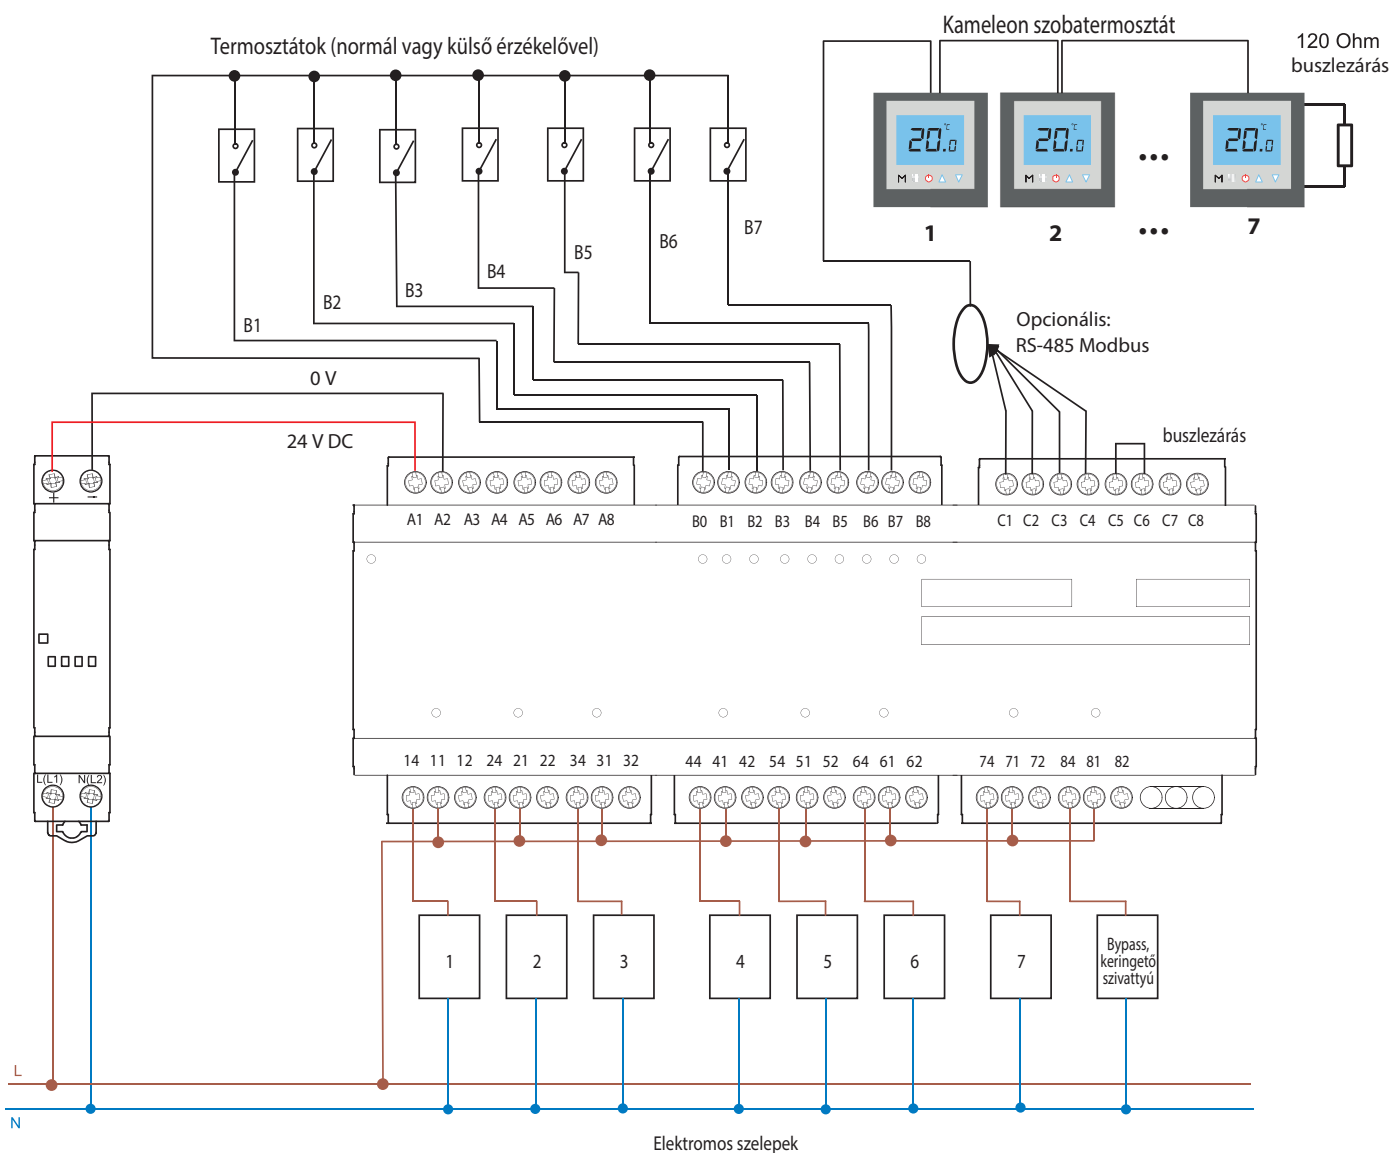 Kameleon szobatermosztát
Termosztátok (normál vagy külső érzékelővel)
120 Ohm
buszlezárás
20.0 °C
20.0 °C
20.0 °C
M
M
M
1
2
7
B1
B2
B3
B4
B5
B6
B7
Opcionális:
RS-485 Modbus
0 V
24 V DC
buszlezárás
+ −
A1 A2 A3 A4 A5 A6 A7 A8
B0 B1 B2 B3 B4 B5 B6 B7 B8
C1 C2 C3 C4 C5 C6 C7 C8
L(L1) N(L2)
14 11 12 24 21 22 34 31 32
44 41 42 54 51 52 64 61 62
74 71 72 84 81 82
1
2
3
4
5
6
7
Bypass,
keringető
szivattyú
L
N
Elektromos szelepek